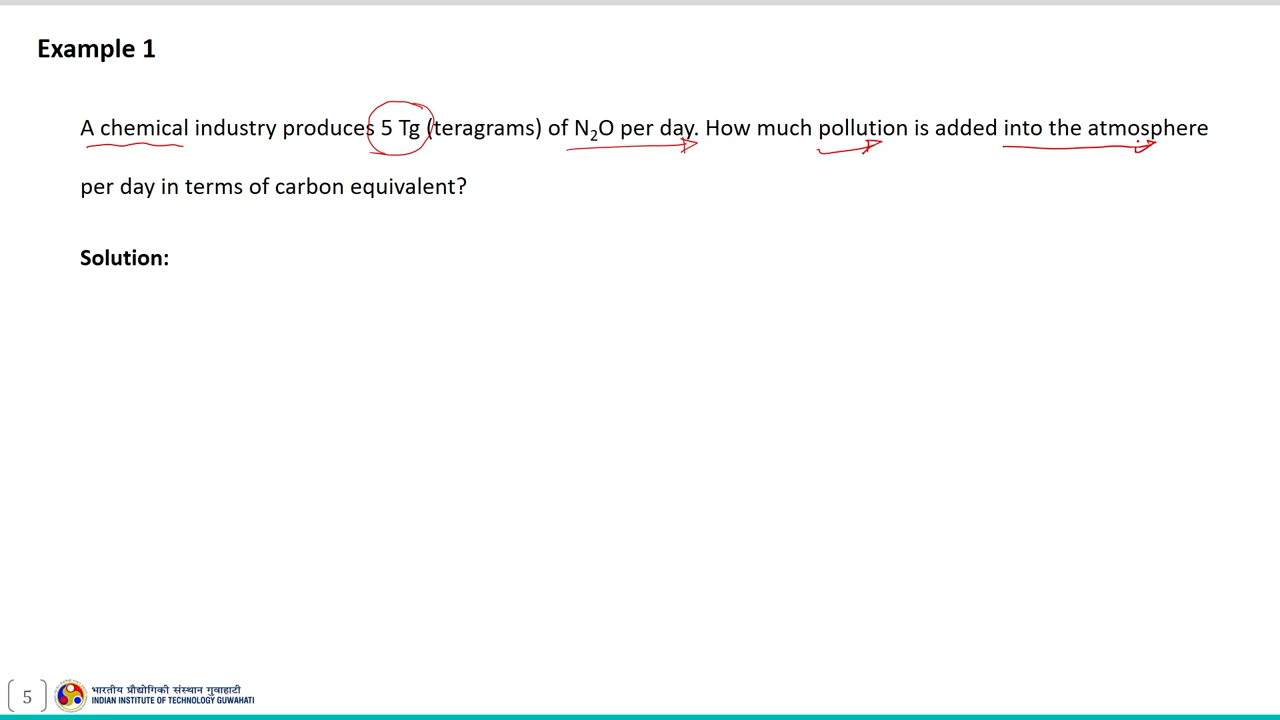 Example 1
A chemical industry produces 5 Tg (teragrams) of N₂O per day. How much pollution is added into the atmosphere
per day in terms of carbon equivalent?
Solution:
5
भारतीय प्रौद्योगिकी संस्थान गुवाहाटी
INDIAN INSTITUTE OF TECHNOLOGY GUWAHATI